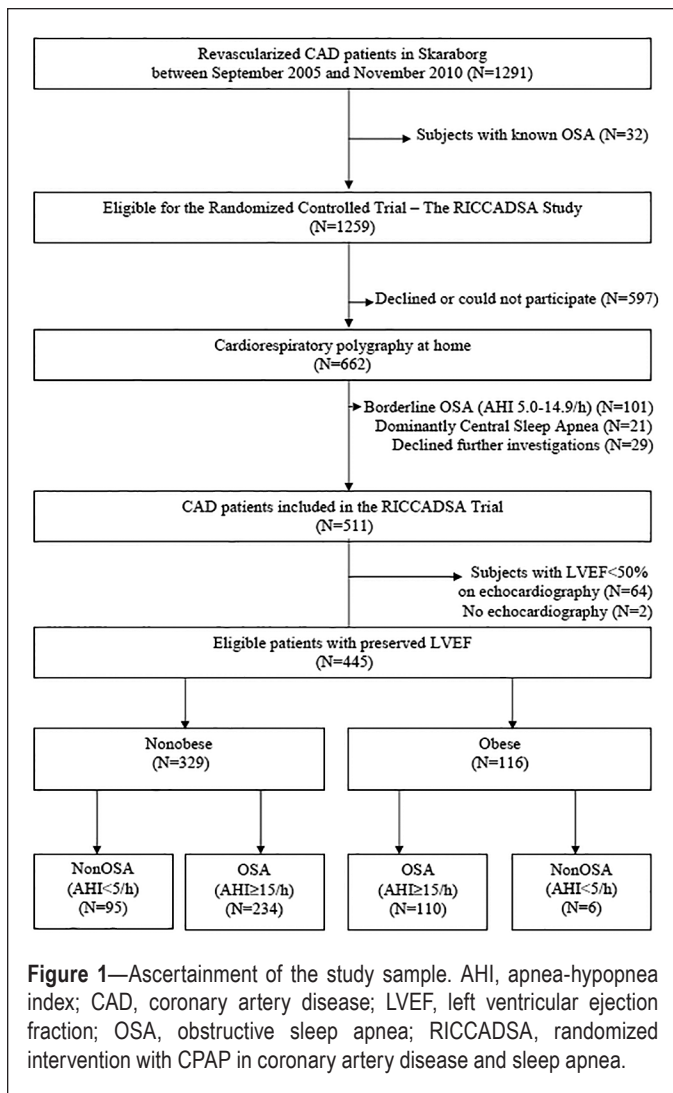 Revascularized CAD patients in Skaraborg
between September 2005 and November 2010 (N=1291)
Subjects with known OSA (N=32)
Eligible for the Randomized Controlled Trial – The RICCADSA Study
(N=1259)
Declined or could not participate (N=597)
Cardiorespiratory polygraphy at home
(N=662)
Borderline OSA (AHI 5.0-14.9/h) (N=101)
Dominantly Central Sleep Apnea (N=21)
Declined further investigations (N=29)
CAD patients included in the RICCADSA Trial
(N=511)
Subjects with LVEF<50%
on echocardiography (N=64)
No echocardiography (N=2)
Eligible patients with preserved LVEF
(N=445)
Nonobese
(N=329)
Obese
(N=116)
NonOSA
(AHI<5/h)
(N=95)
OSA
(AHI≥15/h)
(N=234)
OSA
(AHI≥15/h)
(N=110)
NonOSA
(AHI<5/h)
(N=6)
Figure 1—Ascertainment of the study sample. AHI, apnea-hypopnea
index; CAD, coronary artery disease; LVEF, left ventricular ejection
fraction; OSA, obstructive sleep apnea; RICCADSA, randomized
intervention with CPAP in coronary artery disease and sleep apnea.